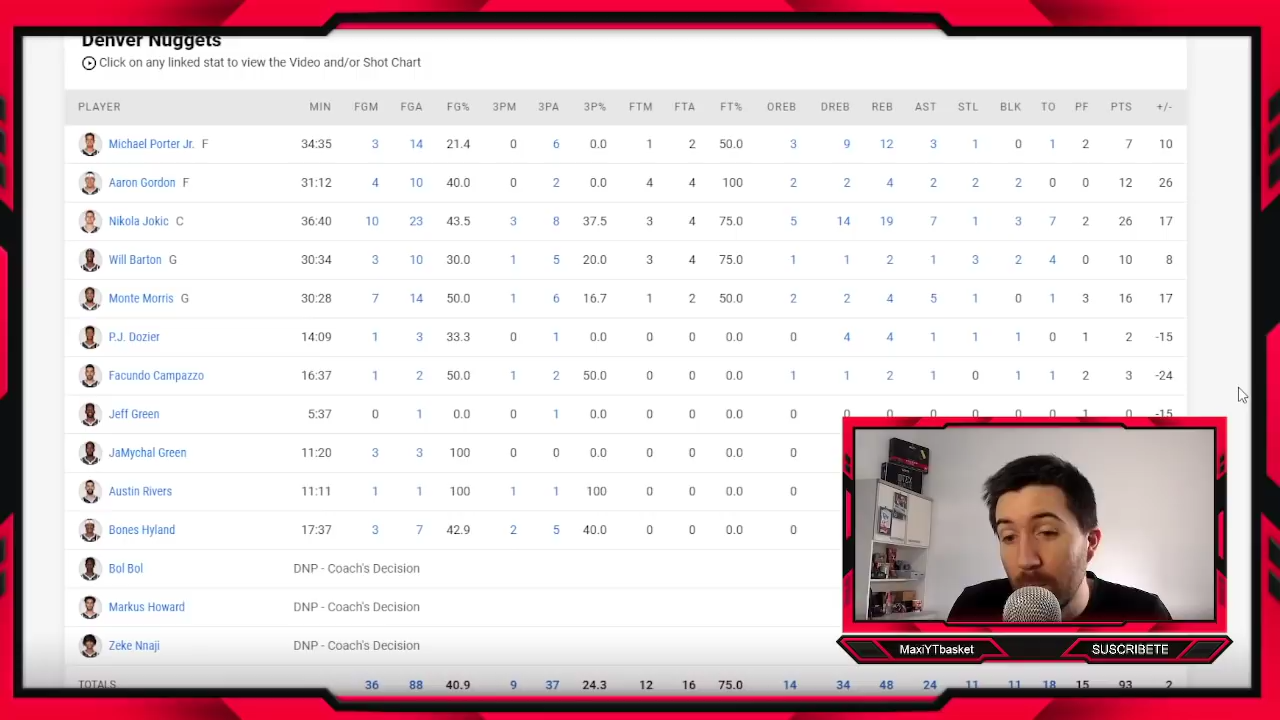 Denver Nuggets
Click on any linked stat to view the Video and/or Shot Chart
PLAYER MIN FGM FGA FG% 3PM 3PA 3P% FTM FTA FT% OREB DREB REB AST STL BLK TO PF PTS +/-
Michael Porter Jr. F 34:35 3 14 21.4 0 6 0.0 1 2 50.0 3 9 12 3 1 0 1 2 7 10
Aaron Gordon F 31:12 4 10 40.0 0 2 0.0 4 4 100 2 2 4 2 2 2 0 0 12 26
Nikola Jokic C 36:40 10 23 43.5 3 8 37.5 3 4 75.0 5 14 19 7 1 3 7 2 26 17
Will Barton G 30:34 3 10 30.0 1 5 20.0 3 4 75.0 1 1 2 1 3 2 4 0 10 8
Monte Morris G 30:28 7 14 50.0 1 6 16.7 1 2 50.0 2 2 4 5 1 0 1 3 16 17
P.J. Dozier 14:09 1 3 33.3 0 1 0.0 0 0 0.0 0 4 4 1 1 1 0 1 2 -15
Facundo Campazzo 16:37 1 2 50.0 1 2 50.0 0 0 0.0 1 1 2 1 0 1 1 2 3 -24
Jeff Green 5:37 0 1 0.0 0 1 0.0 0 0 0.0 0 0 0 0 0 0 0 1 0 -15
JaMychal Green 11:20 3 3 100 0 0 0.0 0 0 0.0 0
Austin Rivers 11:11 1 1 100 1 1 100 0 0 0.0 0
Bones Hyland 17:37 3 7 42.9 2 5 40.0 0 0 0.0 0
Bol Bol DNP - Coach's Decision
Markus Howard DNP - Coach's Decision
Zeke Nnaji DNP - Coach's Decision
TOTALS 36 88 40.9 9 37 24.3 12 16 75.0 14 34 48 24 11 11 18 15 93 2
MaxiYTbasket SUSCRIBETE